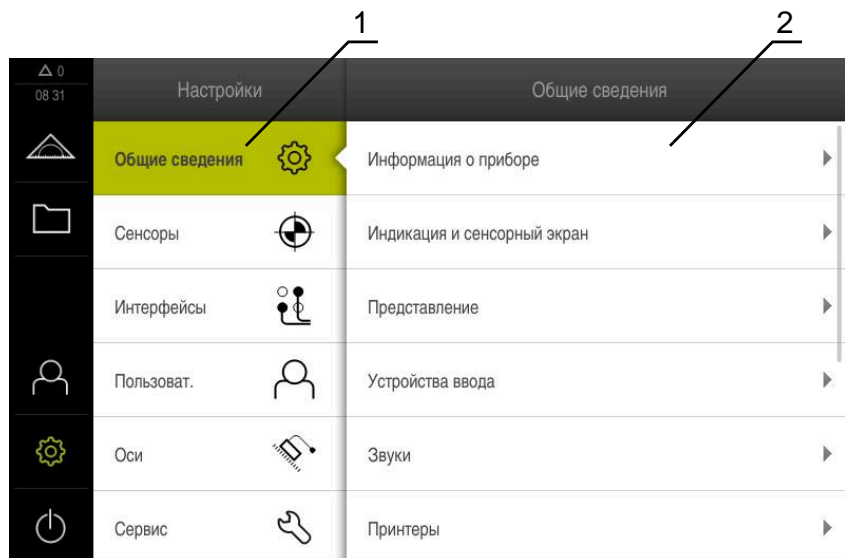 1
2
0
08 31
Настройки
Общие сведения
Общие сведения
Информация о приборе
Сенсоры
Индикация и сенсорный экран
Интерфейсы
Представление
Пользоват.
Устройства ввода
Оси
Звуки
Сервис
Принтеры